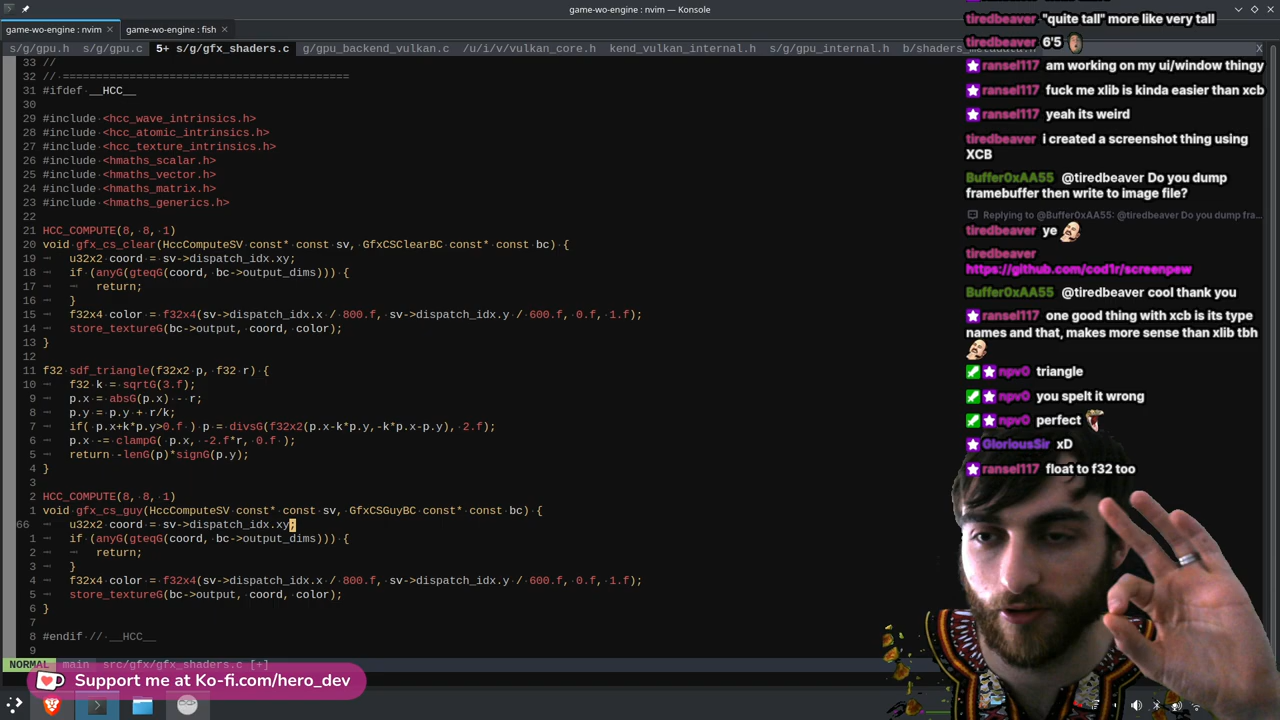 game-wo-engine : nvim — Konsole
game-wo-engine : nvim
game-wo-engine : fish
s/g/gpu.h s/g/gpu.c 5+ s/g/gfx_shaders.c g/gpu_backend_vulkan.c /u/i/v/vulkan_core.h kend_vulkan_internal.h s/g/gpu_internal.h b/shaders_metadata.h X
33 //
32 // ===========================================
31 #ifdef __HCC__
30
29 #include <hcc_wave_intrinsics.h>
28 #include <hcc_atomic_intrinsics.h>
27 #include <hcc_texture_intrinsics.h>
26 #include <hmaths_scalar.h>
25 #include <hmaths_vector.h>
24 #include <hmaths_matrix.h>
23 #include <hmaths_generics.h>
22
21 HCC_COMPUTE(8, 8, 1)
20 void gfx_cs_clear(HccComputeSV const* const sv, GfxCSClearBC const* const bc) {
19 u32x2 coord = sv->dispatch_idx.xy;
18 if (anyG(gteqG(coord, bc->output_dims))) {
17 return;
16 }
15 f32x4 color = f32x4(sv->dispatch_idx.x / 800.f, sv->dispatch_idx.y / 600.f, 0.f, 1.f);
14 store_textureG(bc->output, coord, color);
13 }
12
11 f32 sdf_triangle(f32x2 p, f32 r) {
10 f32 k = sqrtG(3.f);
9 p.x = absG(p.x) - r;
8 p.y = p.y + r/k;
7 if( p.x+k*p.y>0.f ) p = divsG(f32x2(p.x-k*p.y,-k*p.x-p.y), 2.f);
6 p.x -= clampG( p.x, -2.f*r, 0.f );
5 return -lenG(p)*signG(p.y);
4 }
3
2 HCC_COMPUTE(8, 8, 1)
1 void gfx_cs_guy(HccComputeSV const* const sv, GfxCSGuyBC const* const bc) {
66 u32x2 coord = sv->dispatch_idx.xy;
1 if (anyG(gteqG(coord, bc->output_dims))) {
2 return;
3 }
4 f32x4 color = f32x4(sv->dispatch_idx.x / 800.f, sv->dispatch_idx.y / 600.f, 0.f, 1.f);
5 store_textureG(bc->output, coord, color);
6 }
7
8 #endif // __HCC__
9
NORMAL main src/gfx/gfx_shaders.c [+]
Support me at Ko-fi.com/hero_dev
tiredbeaver "quite tall" more like very tall
tiredbeaver 6'5
ransel117 am working on my ui/window thingy
ransel117 fuck me xlib is kinda easier than xcb
ransel117 yeah its weird
tiredbeaver i created a screenshot thing using
XCB
Buffer0xAA55 @tiredbeaver Do you dump
framebuffer then write to image file?
Replying to @Buffer0xAA55: @tiredbeaver Do you dump fra...
tiredbeaver ye
tiredbeaver
https://github.com/cod1r/screenpew
Buffer0xAA55 @tiredbeaver cool thank you
ransel117 one good thing with xcb is its type
names and that, makes more sense than xlib tbh
npv0 triangle
npv0 you spelt it wrong
npv0 perfect
GloriousSir xD
ransel117 float to f32 too